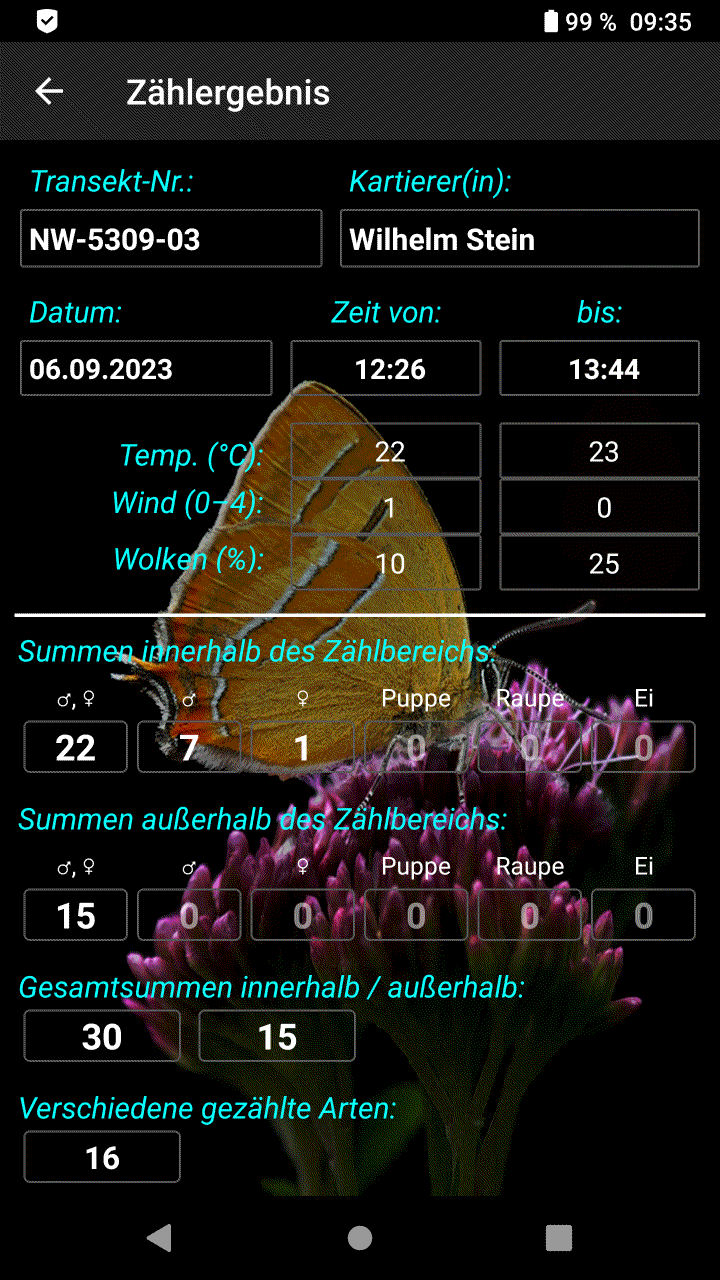 99 % 09:35
Zählergebnis
Transekt-Nr.: Kartierer(in):
NW-5309-03 Wilhelm Stein
Datum: Zeit von: bis:
06.09.2023 12:26 13:44
Temp. (°C): 22 23
Wind (0–4): 1 0
Wolken (%): 10 25
Summen innerhalb des Zählbereichs:
♂, ♀ ♂ ♀ Puppe Raupe Ei
22 7 1 0 0 0
Summen außerhalb des Zählbereichs:
♂, ♀ ♂ ♀ Puppe Raupe Ei
15 0 0 0 0 0
Gesamtsummen innerhalb / außerhalb:
30 15
Verschiedene gezählte Arten:
16